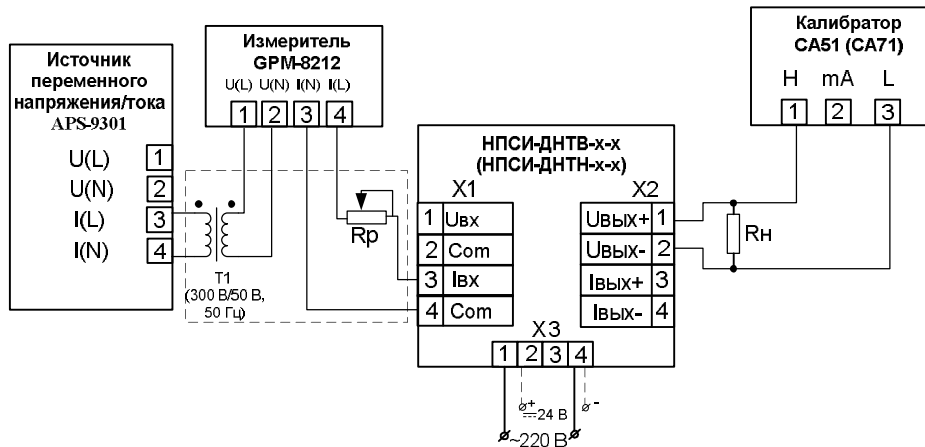 Источник
переменного
напряжения/тока
APS-9301
U(L) 1
U(N) 2
I(L) 3
I(N) 4
Измеритель
GPM-8212
U(L) U(N) I(N) I(L)
1 2 3 4
T1
(300 В/50 В,
50 Гц)
Rp
НПСИ-ДНТВ-х-х
(НПСИ-ДНТН-х-х)
X1
1 Uвх
2 Com
3 Iвх
4 Com
X2
Uвых+ 1
Uвых- 2
Iвых+ 3
Iвых- 4
X3
1 2 3 4
+ 24 В -
~220 В
Калибратор
CA51 (CA71)
H mA L
1 2 3
Rн